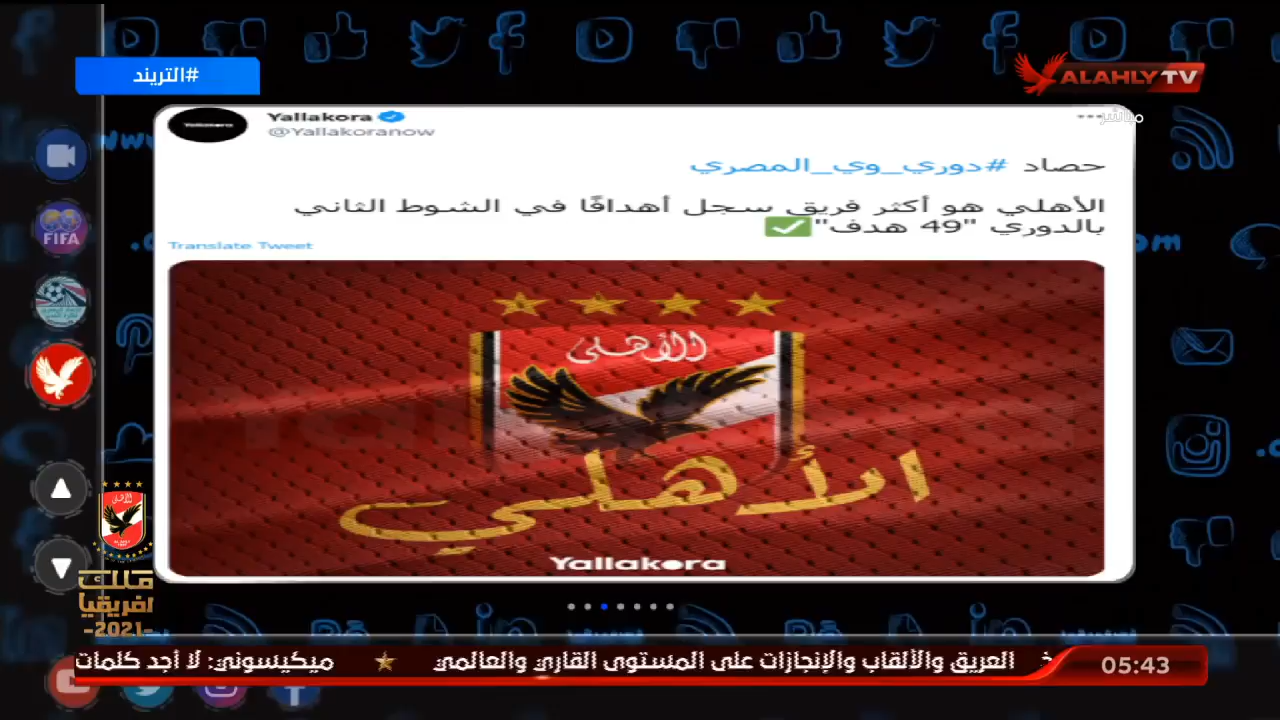 #التريند
ALAHLY TV
مباشر
Yallakora
@Yallakoranow
حصاد #دوري_وي_المصري
الأهلي هو أكثر فريق سجل أهدافًا في الشوط الثاني
بالدوري "49 هدف"
Translate Tweet
الأهلى
الأهلي
Yallakora
FIFA
ملك
افريقيا
-2021-
العريق والألقاب والإنجازات على المستوى القاري والعالمي
ميكيسوني: لا أجد كلمات
05:43